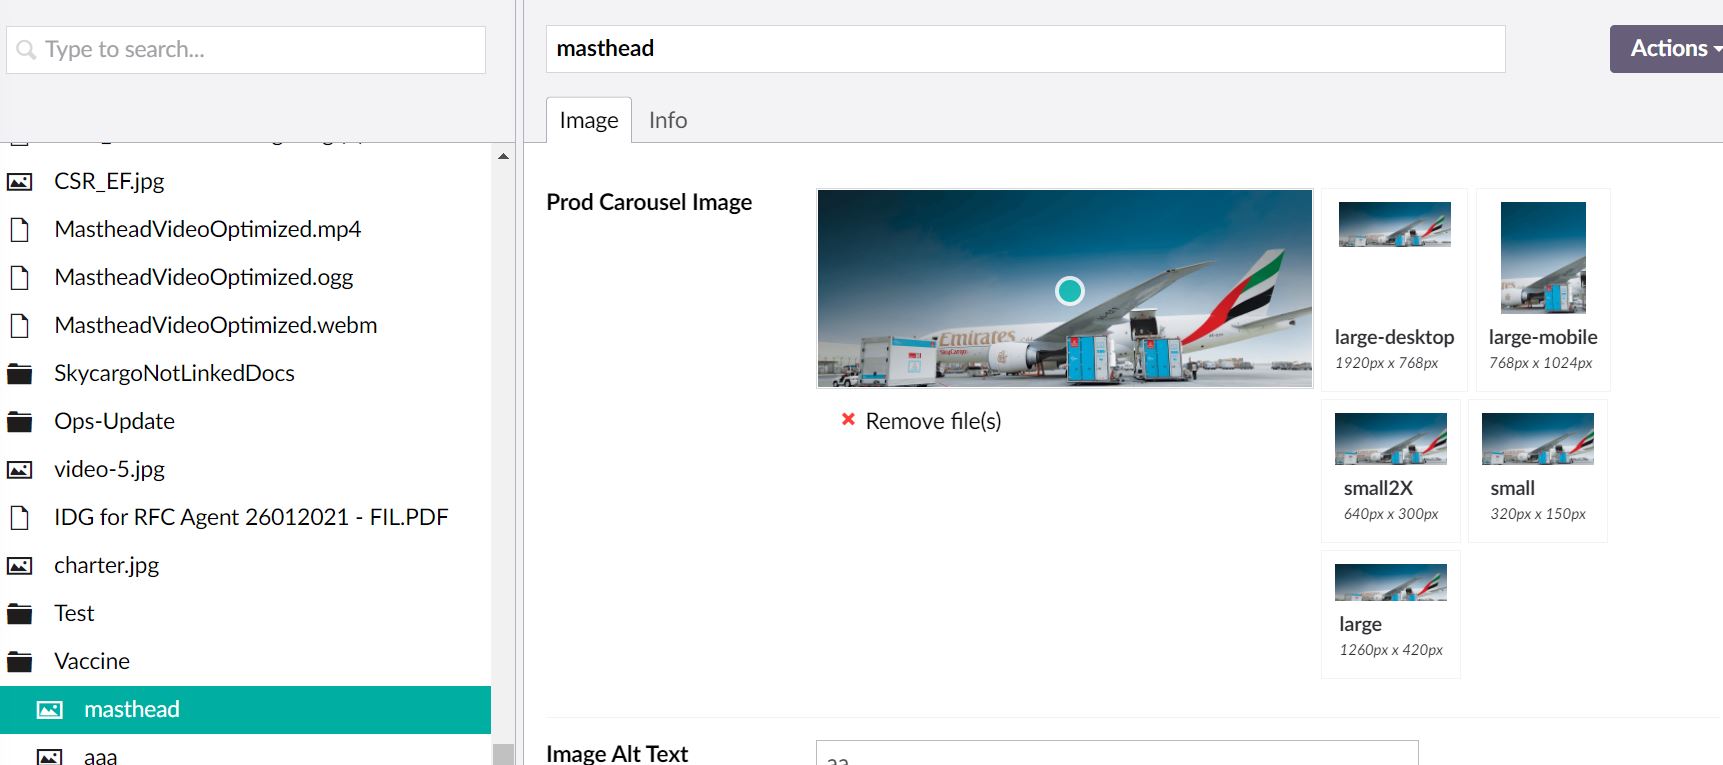 Type to search...
CSR_EF.jpg
MastheadVideoOptimized.mp4
MastheadVideoOptimized.ogg
MastheadVideoOptimized.webm
SkycargoNotLinkedDocs
Ops-Update
video-5.jpg
IDG for RFC Agent 26012021 - FIL.PDF
charter.jpg
Test
Vaccine
masthead
aaa
masthead
Actions
Image
Info
Prod Carousel Image
Emirates
SkyCargo
Remove file(s)
large-desktop
1920px x 768px
large-mobile
768px x 1024px
small2X
640px x 300px
small
320px x 150px
large
1260px x 420px
Image Alt Text
aa